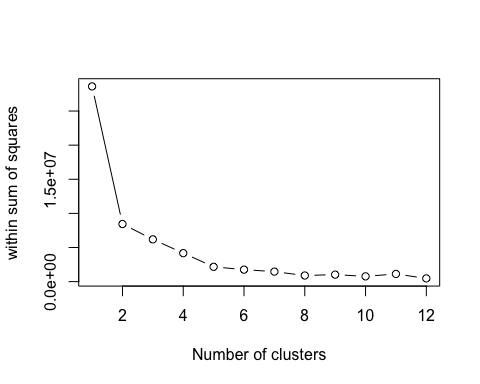 within sum of squares
1.5e+07
0.0e+00
2 4 6 8 10 12
Number of clusters